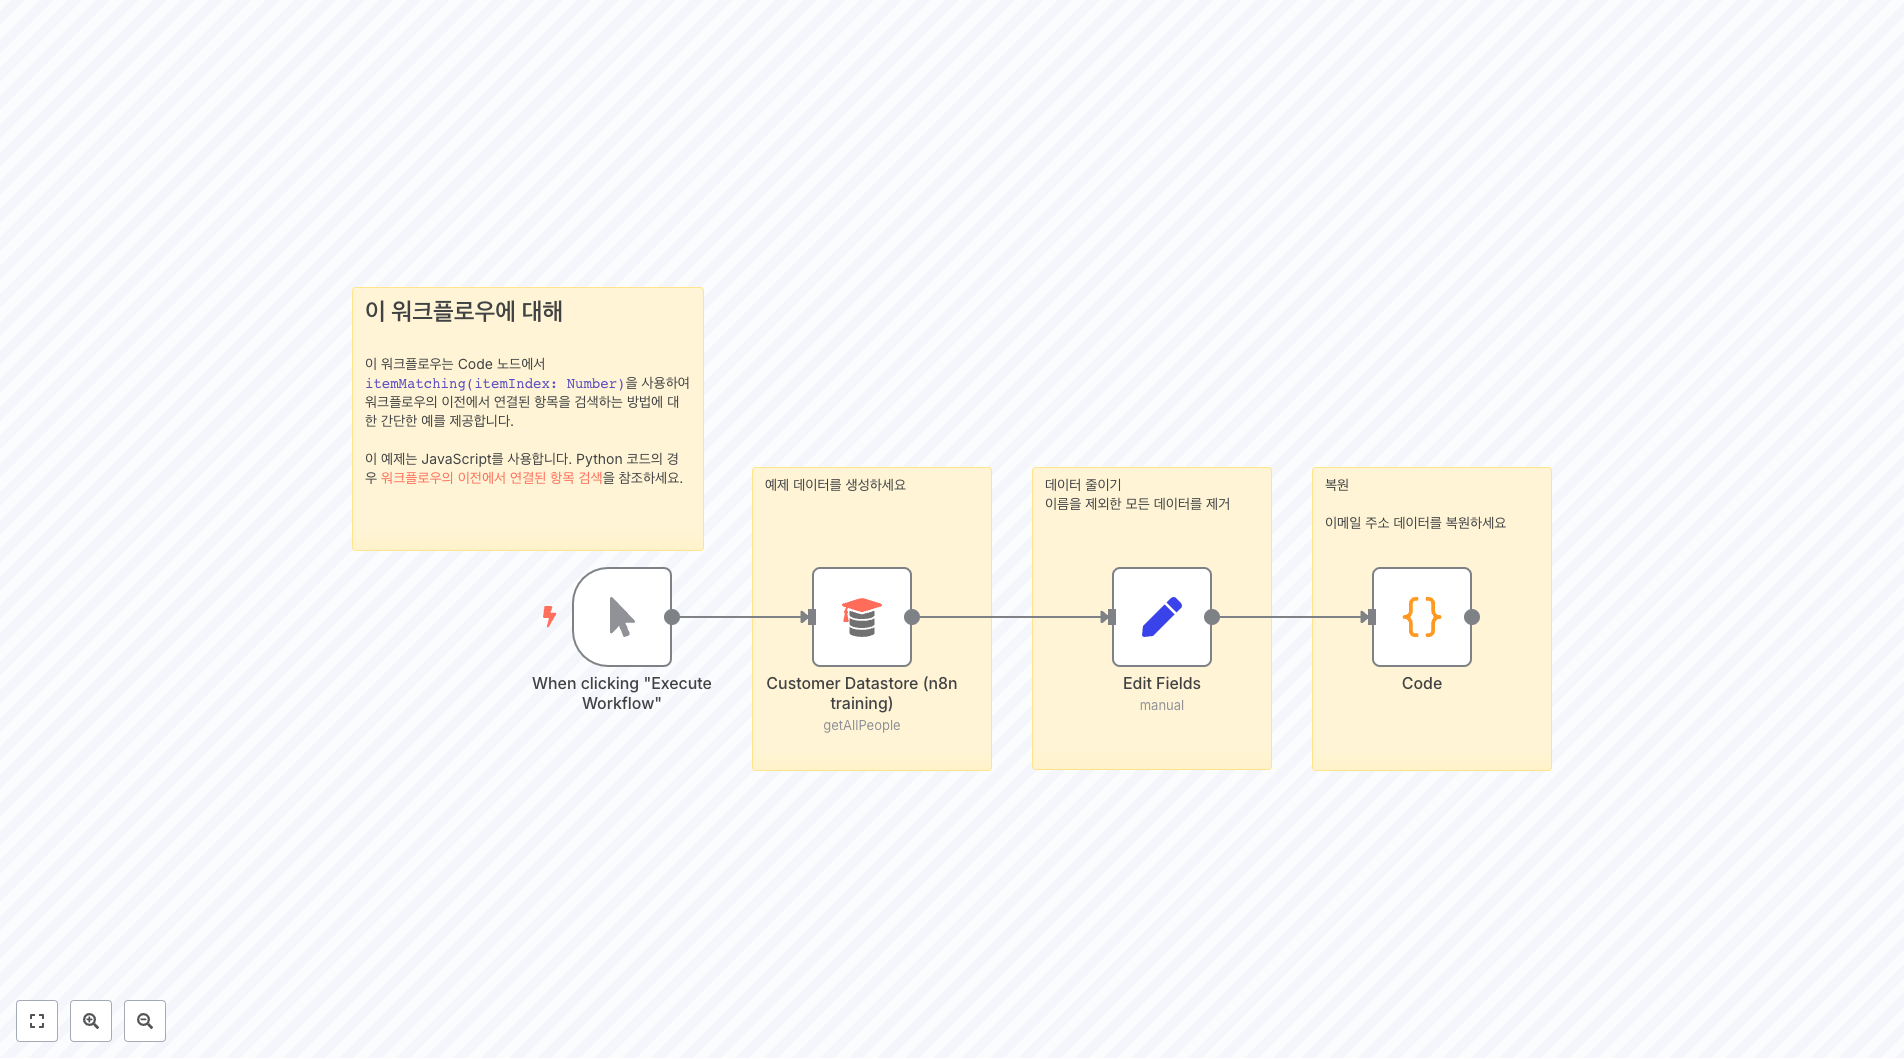 이 워크플로우에 대해
이 워크플로우는 Code 노드에서
itemMatching(itemIndex: Number)을 사용하여
워크플로우의 이전에서 연결된 항목을 검색하는 방법에 대
한 간단한 예를 제공합니다.
이 예제는 JavaScript를 사용합니다. Python 코드의 경
우 워크플로우의 이전에서 연결된 항목 검색을 참조하세요.
예제 데이터를 생성하세요
데이터 줄이기
이름을 제외한 모든 데이터를 제거
복원
이메일 주소 데이터를 복원하세요
When clicking "Execute
Workflow"
Customer Datastore (n8n
training)
getAllPeople
Edit Fields
manual
Code